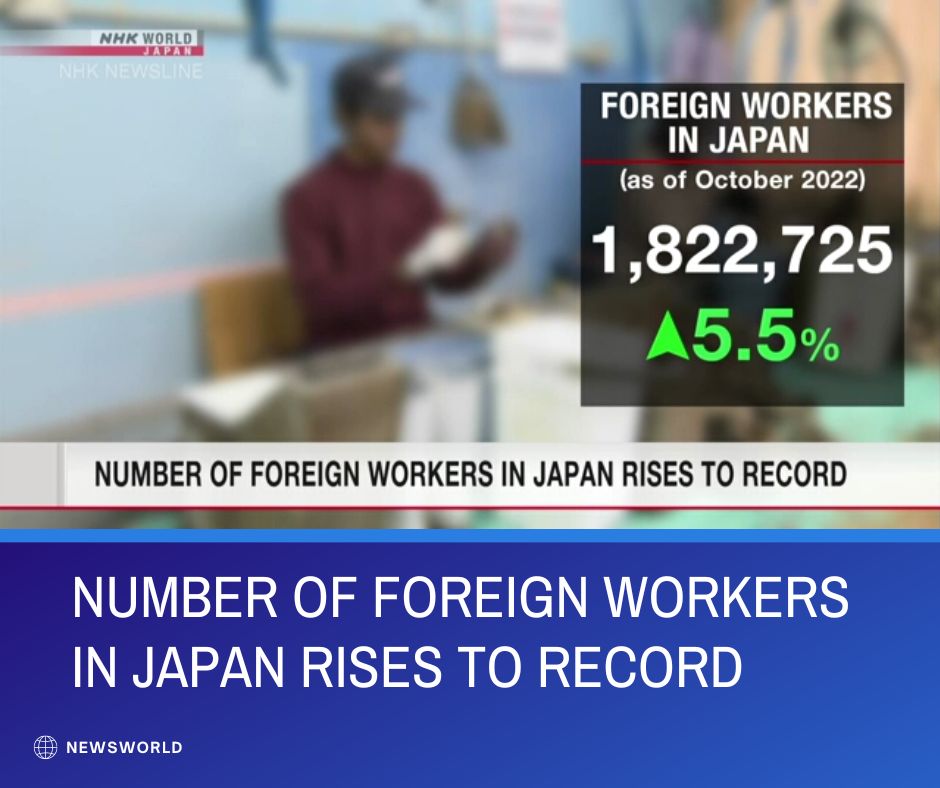 NHK WORLD
JAPAN
NHK NEWSLINE
FOREIGN WORKERS
IN JAPAN
(as of October 2022)
1,822,725
▲5.5%
NUMBER OF FOREIGN WORKERS IN JAPAN RISES TO RECORD
NUMBER OF FOREIGN WORKERS
IN JAPAN RISES TO RECORD
NEWSWORLD